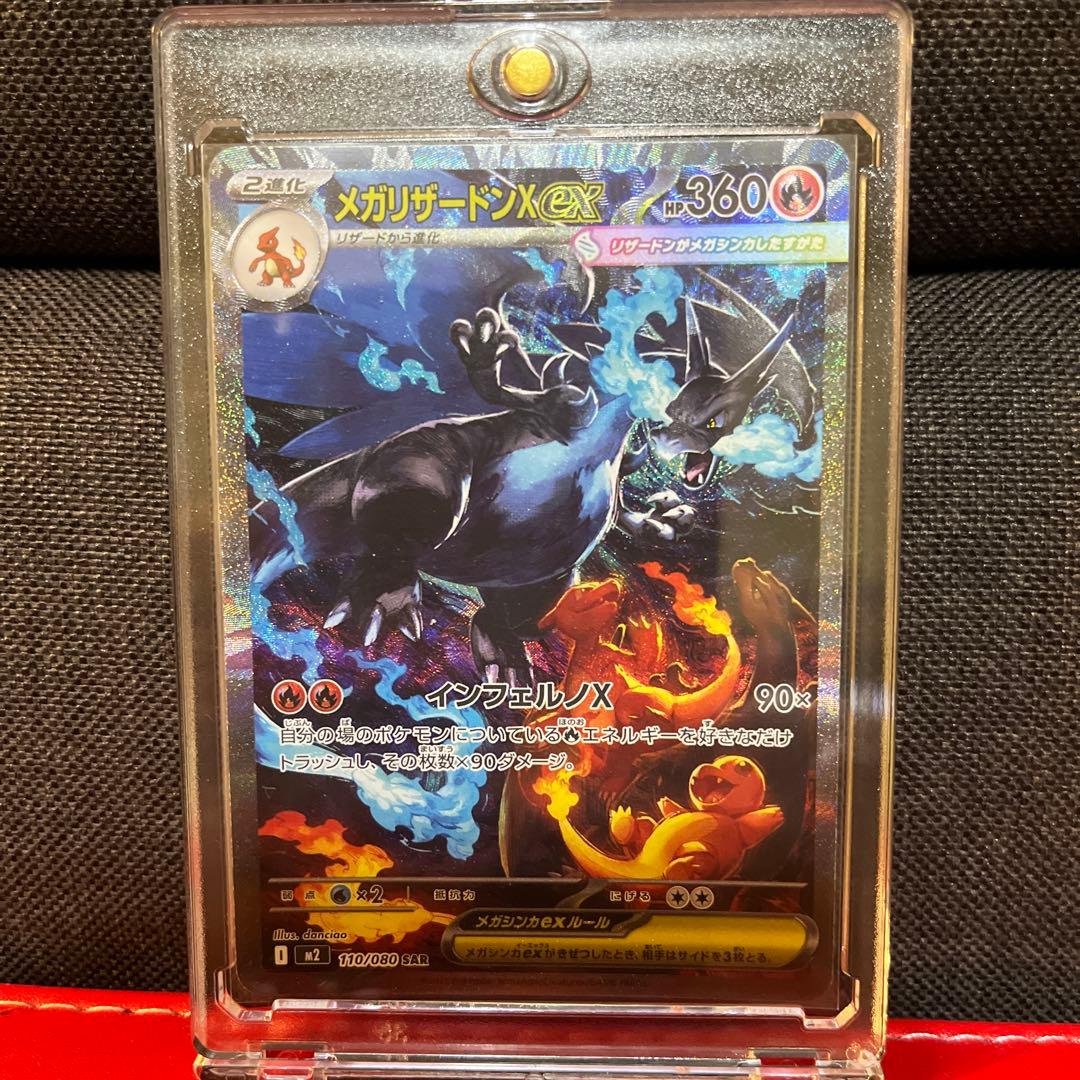 2進化
メガリザードンXex
HP360
リザードから進化
リザードンがメガシンカしたすがた
インフェルノX 90×
自分の場のポケモンについている エネルギーを好きなだけ
トラッシュし、その枚数×90ダメージ。
弱点 ×2 抵抗力 にげる
メガシンカexルール
メガシンカexがきぜつしたとき、相手はサイドを3枚とる。
Illus. danciao
M2 110/080 SAR